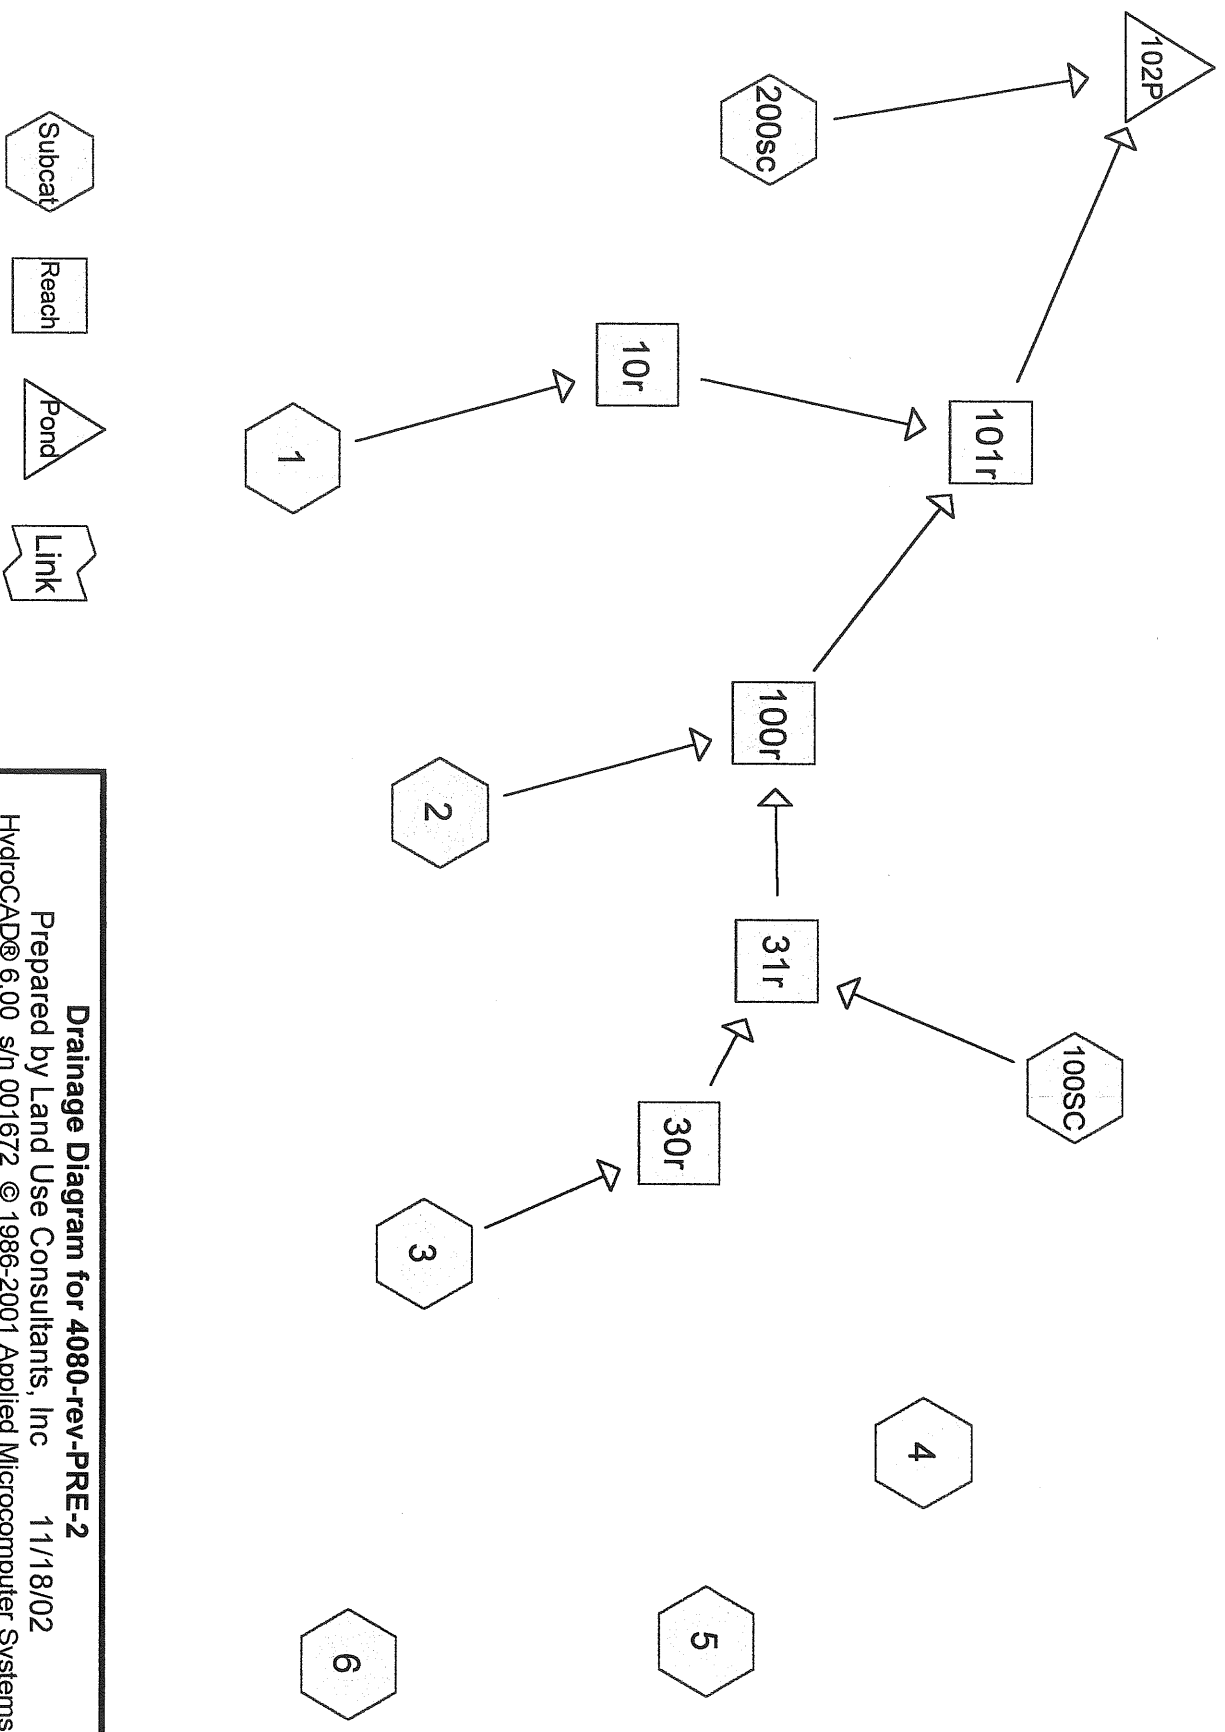 102P
200sc
101r
10r
1
100r
2
31r
100SC
30r
3
4
5
6
Subcat
Reach
Pond
Link
Drainage Diagram for 4080-rev-PRE-2
Prepared by Land Use Consultants, Inc 11/18/02
HydroCAD® 6.00 s/n 001672 © 1986-2001 Applied Microcomputer Systems